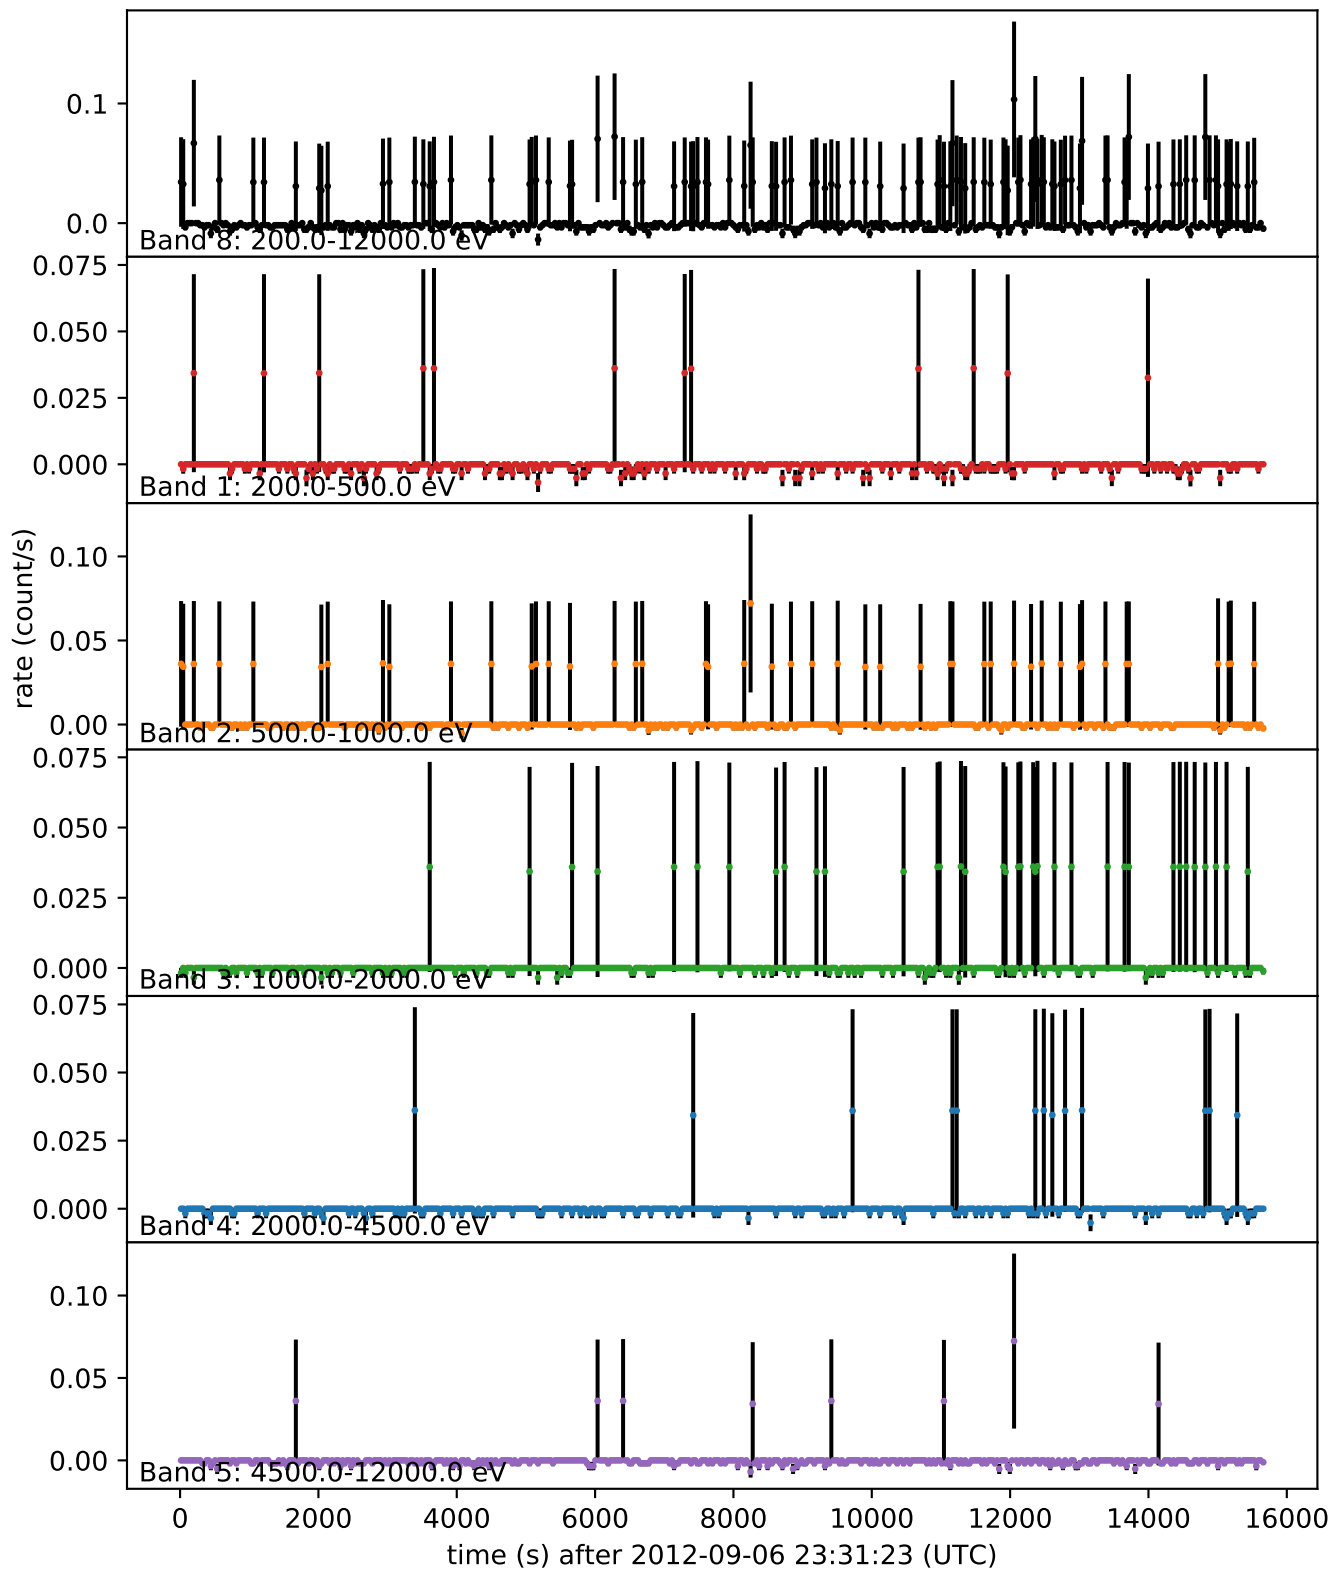 0.1
0.0
Band 8: 200.0-12000.0 eV
0.075
0.050
0.025
0.000
Band 1: 200.0-500.0 eV
rate (count/s)
0.10
0.05
0.00
Band 2: 500.0-1000.0 eV
0.075
0.050
0.025
0.000
Band 3: 1000.0-2000.0 eV
0.075
0.050
0.025
0.000
Band 4: 2000.0-4500.0 eV
0.10
0.05
0.00
Band 5: 4500.0-12000.0 eV
0 2000 4000 6000 8000 10000 12000 14000 16000
time (s) after 2012-09-06 23:31:23 (UTC)